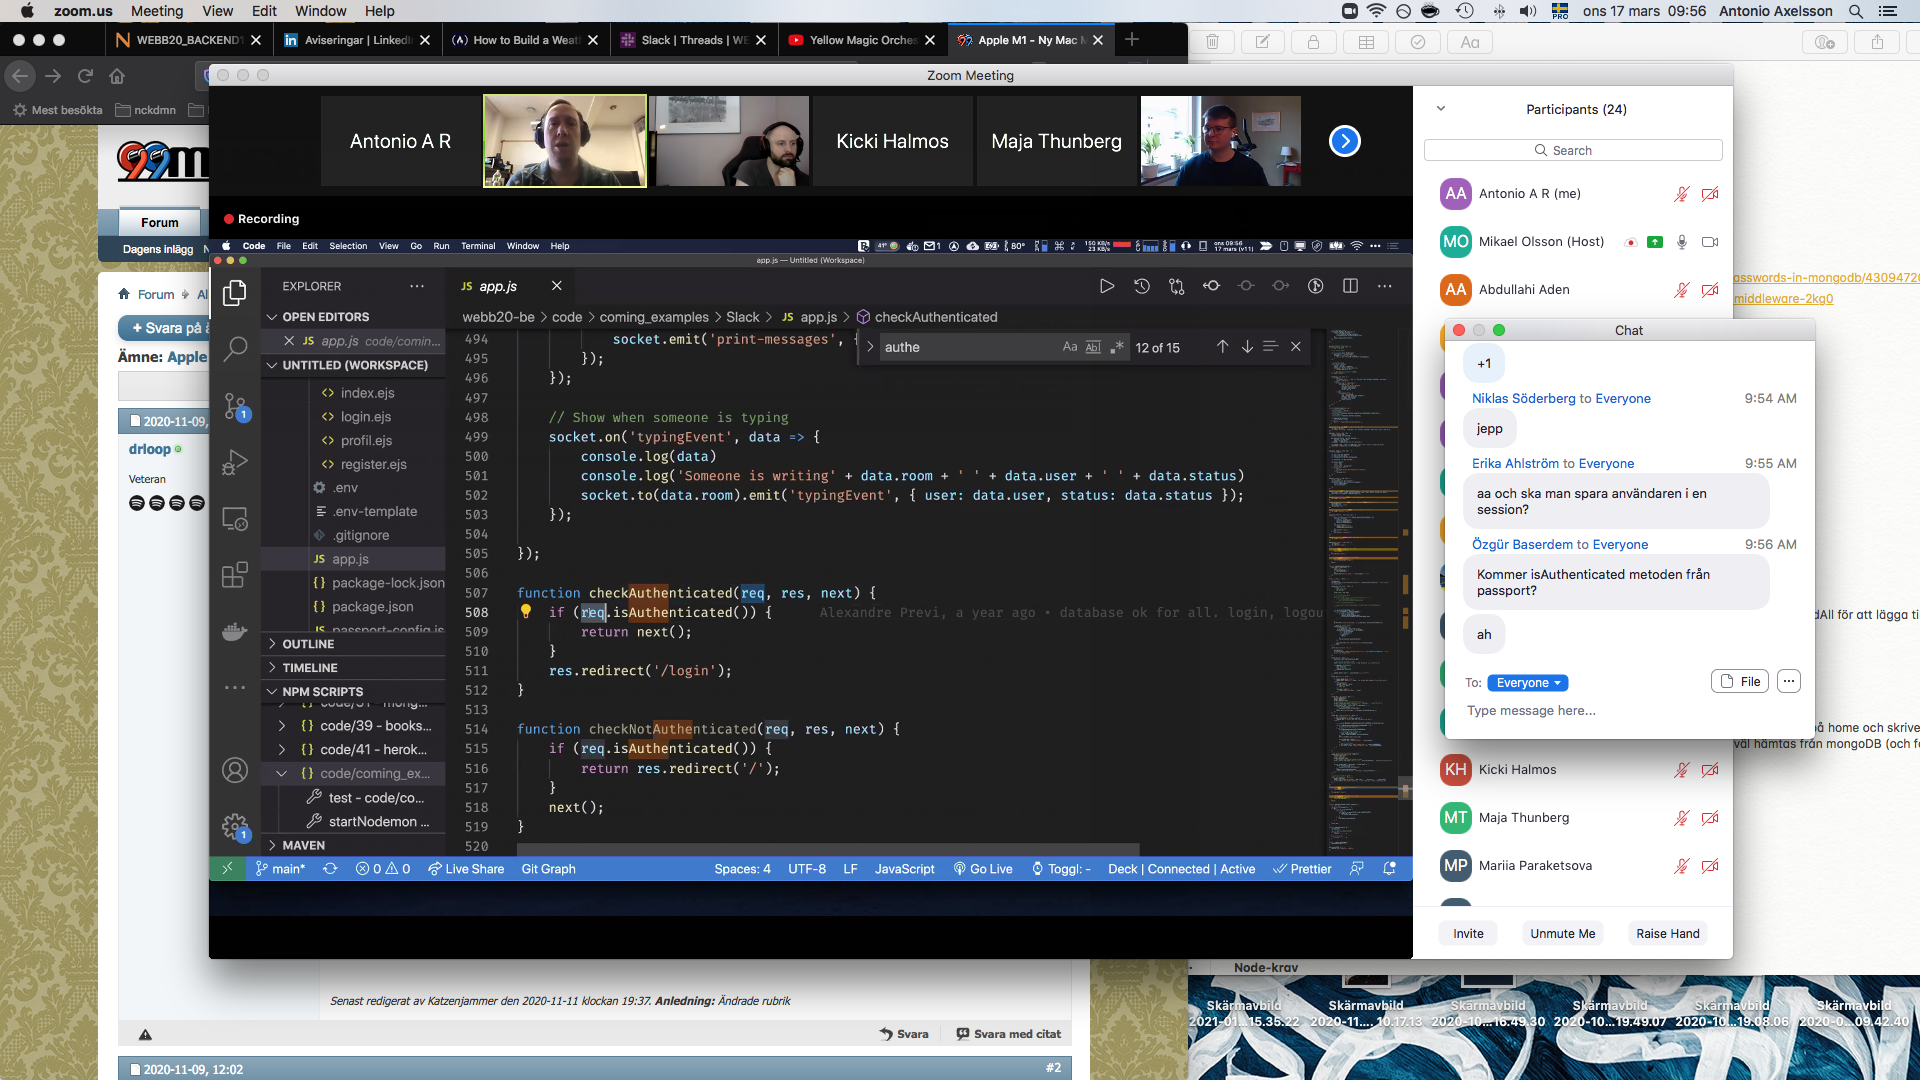 zoom.us Meeting View Edit Window Help
PRO ons 17 mars 09:56 Antonio Axelsson
WEBB20_BACKEND1
Aviseringar | LinkedIn
How to Build a Weat
Slack | Threads | WE
Yellow Magic Orches
Apple M1 - Ny Mac M
Aa
Zoom Meeting
Mest besökta
nckdmn
Antonio A R
Kicki Halmos
Maja Thunberg
Participants (24)
Search
99m
Recording
Forum
Dagens inlägg
AA Antonio A R (me)
MO Mikael Olsson (Host)
AA Abdullahi Aden
Code File Edit Selection View Go Run Terminal Window Help
app.js — Untitled (Workspace)
EXPLORER
JS app.js
Forum
Al
+ Svara på
Ämne: Apple
2020-11-09,
drloop
Veteran
OPEN EDITORS
JS app.js code/comin...
UNTITLED (WORKSPACE)
index.ejs
login.ejs
profil.ejs
register.ejs
.env
.env-template
.gitignore
JS app.js
package-lock.json
package.json
passport-config.js
OUTLINE
TIMELINE
NPM SCRIPTS
code/39 - books...
code/41 - herok...
code/coming_ex...
test - code/co...
startNodemon ...
MAVEN
webb20-be > code > coming_examples > Slack > JS app.js > checkAuthenticated
authe
Aa Abl .* 12 of 15
494 socket.emit('print-messages', {
495 });
496 });
497
498 // Show when someone is typing
499 socket.on('typingEvent', data => {
500 console.log(data)
501 console.log('Someone is writing' + data.room + ' ' + data.user + ' ' + data.status)
502 socket.to(data.room).emit('typingEvent', { user: data.user, status: data.status });
503 });
504
505 });
506
507 function checkAuthenticated(req, res, next) {
508 if (req.isAuthenticated()) { Alexandre Previ, a year ago • database ok for all. login, logou
509 return next();
510 }
511 res.redirect('/login');
512 }
513
514 function checkNotAuthenticated(req, res, next) {
515 if (req.isAuthenticated()) {
516 return res.redirect('/');
517 }
518 next();
519 }
520
main* 0 0 Live Share Git Graph
Spaces: 4 UTF-8 LF JavaScript Go Live Toggl: - Deck | Connected | Active Prettier
asswords-in-mongodb/4309472
middleware-2kg0
Chat
+1
Niklas Söderberg to Everyone 9:54 AM
jepp
Erika Ahlström to Everyone 9:55 AM
aa och ska man spara användaren i en
session?
Özgür Baserdem to Everyone 9:56 AM
Kommer isAuthenticated metoden från
passport?
ah
To: Everyone
File
Type message here...
dAll för att lägga ti
å home och skrive
väl hämtas från mongoDB (och f
KH Kicki Halmos
MT Maja Thunberg
MP Mariia Paraketsova
Invite
Unmute Me
Raise Hand
Node-krav
Senast redigerat av Katzenjammer den 2020-11-11 klockan 19:37. Anledning: Ändrade rubrik
Svara
Svara med citat
2020-11-09, 12:02
#2
Skärmavbild Skärmavbild Skärmavbild Skärmavbild Skärmavbild Skärmavbild
2021-01...15.35.22 2020-11..., 10.17.13 2020-10...16.49.30 2020-10...19.49.07 2020-10...19.08.06 2020-0...09.42.40